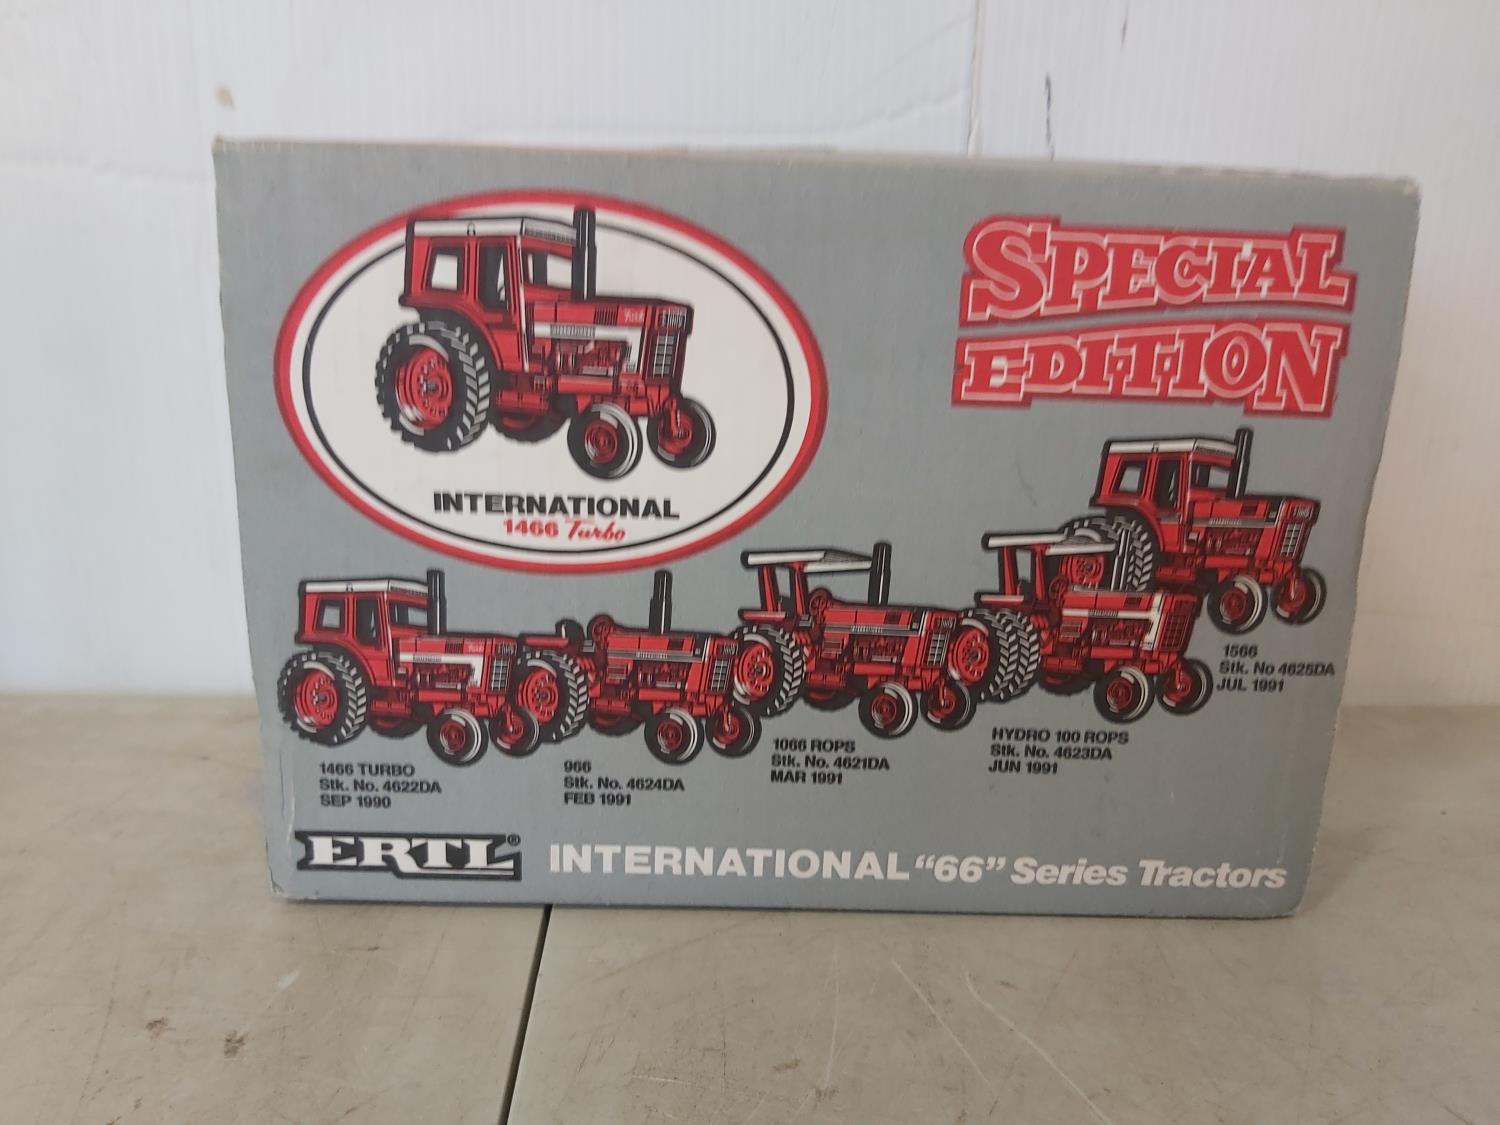 SPECIAL
EDITION
INTERNATIONAL
1466 Turbo
1566
Stk. No 4625DA
JUL 1991
HYDRO 100 ROPS
Stk. No. 4623DA
JUN 1991
1066 ROPS
Stk. No. 4621DA
MAR 1991
966
Stk. No. 4624DA
FEB 1991
1466 TURBO
Stk. No. 4622DA
SEP 1990
ERTL® INTERNATIONAL "66" Series Tractors